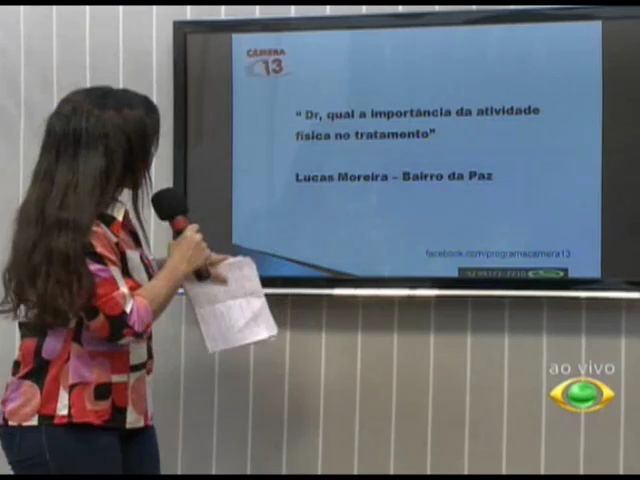 CÂMERA
13
“ Dr, qual a importância da atividade
física no tratamento”
Lucas Moreira – Bairro da Paz
facebook.com/programacamera13
ao vivo